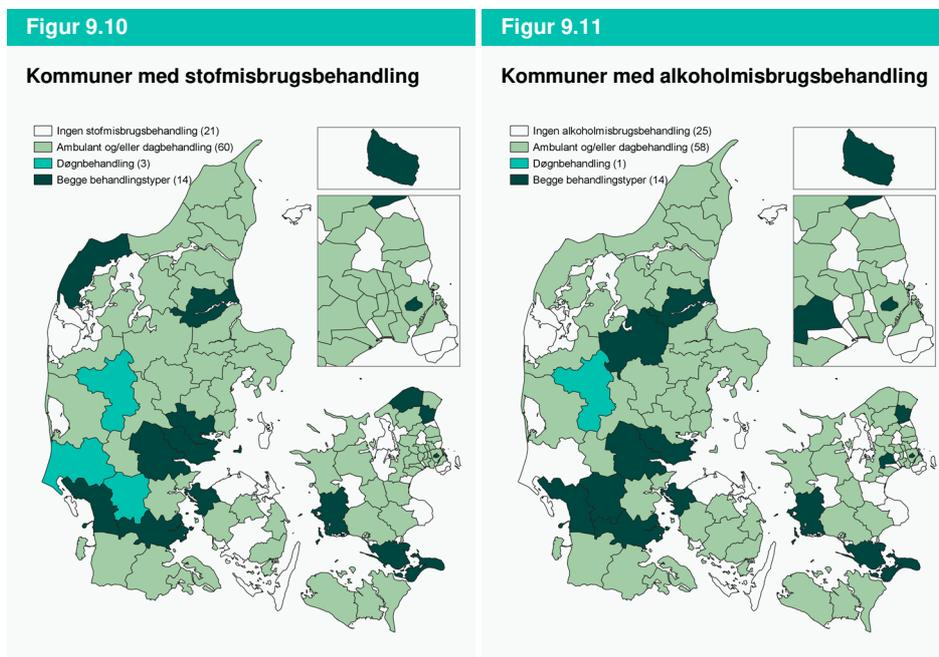 Figur 9.10
Kommuner med stofmisbrugsbehandling
Ingen stofmisbrugsbehandling (21)
Ambulant og/eller dagbehandling (60)
Døgnbehandling (3)
Begge behandlingstyper (14)
Figur 9.11
Kommuner med alkoholmisbrugsbehandling
Ingen alkoholmisbrugsbehandling (25)
Ambulant og/eller dagbehandling (58)
Døgnbehandling (1)
Begge behandlingstyper (14)